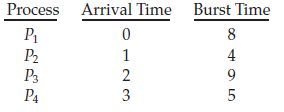 Process Arrival Time Burst Time
P1 0 8
P2 1 4
P3 2 9
P4 3 5